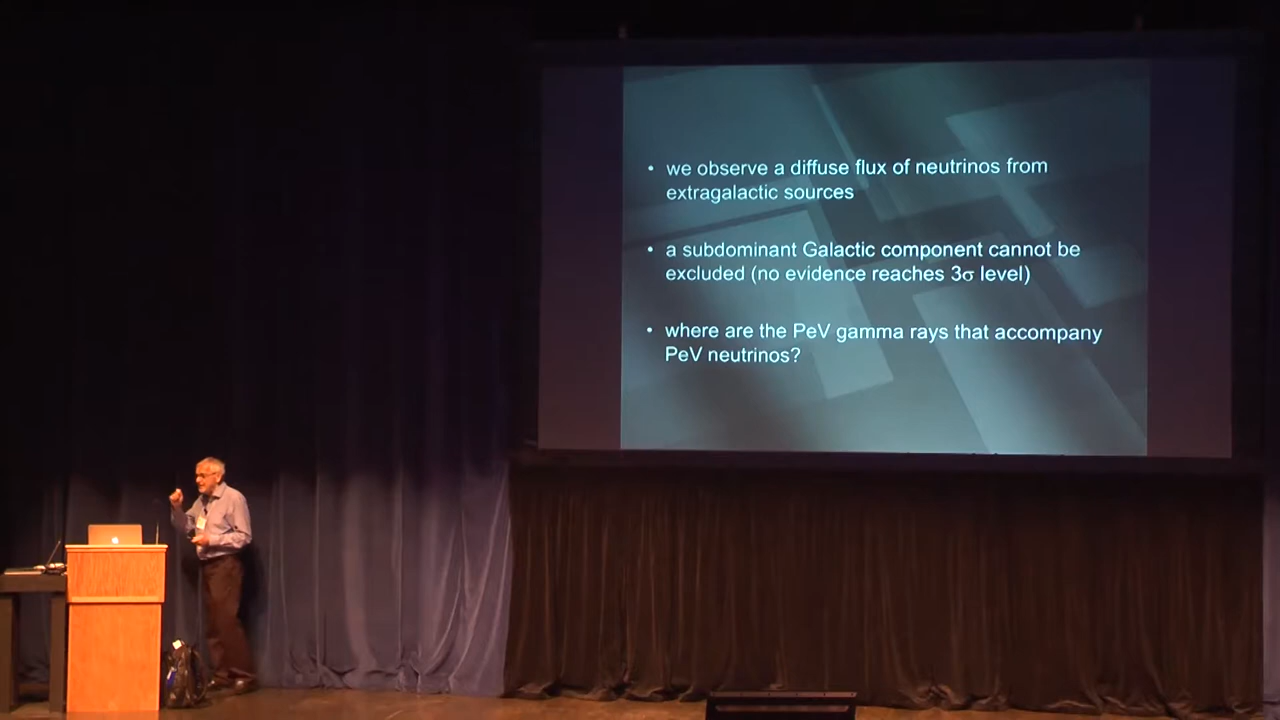 • we observe a diffuse flux of neutrinos from
extragalactic sources
• a subdominant Galactic component cannot be
excluded (no evidence reaches 3σ level)
• where are the PeV gamma rays that accompany
PeV neutrinos?